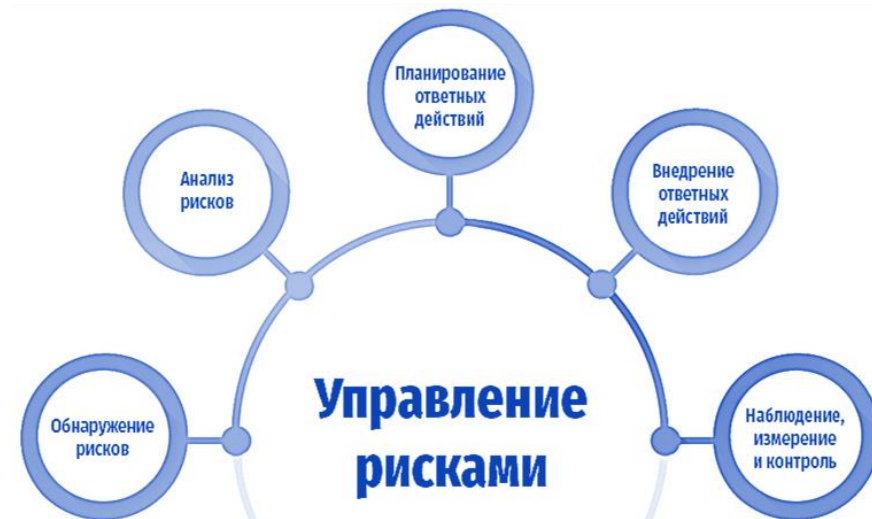 Планирование
ответных
действий
Анализ
рисков
Внедрение
ответных
действий
Обнаружение
рисков
Управление
рисками
Наблюдение,
измерение
и контроль